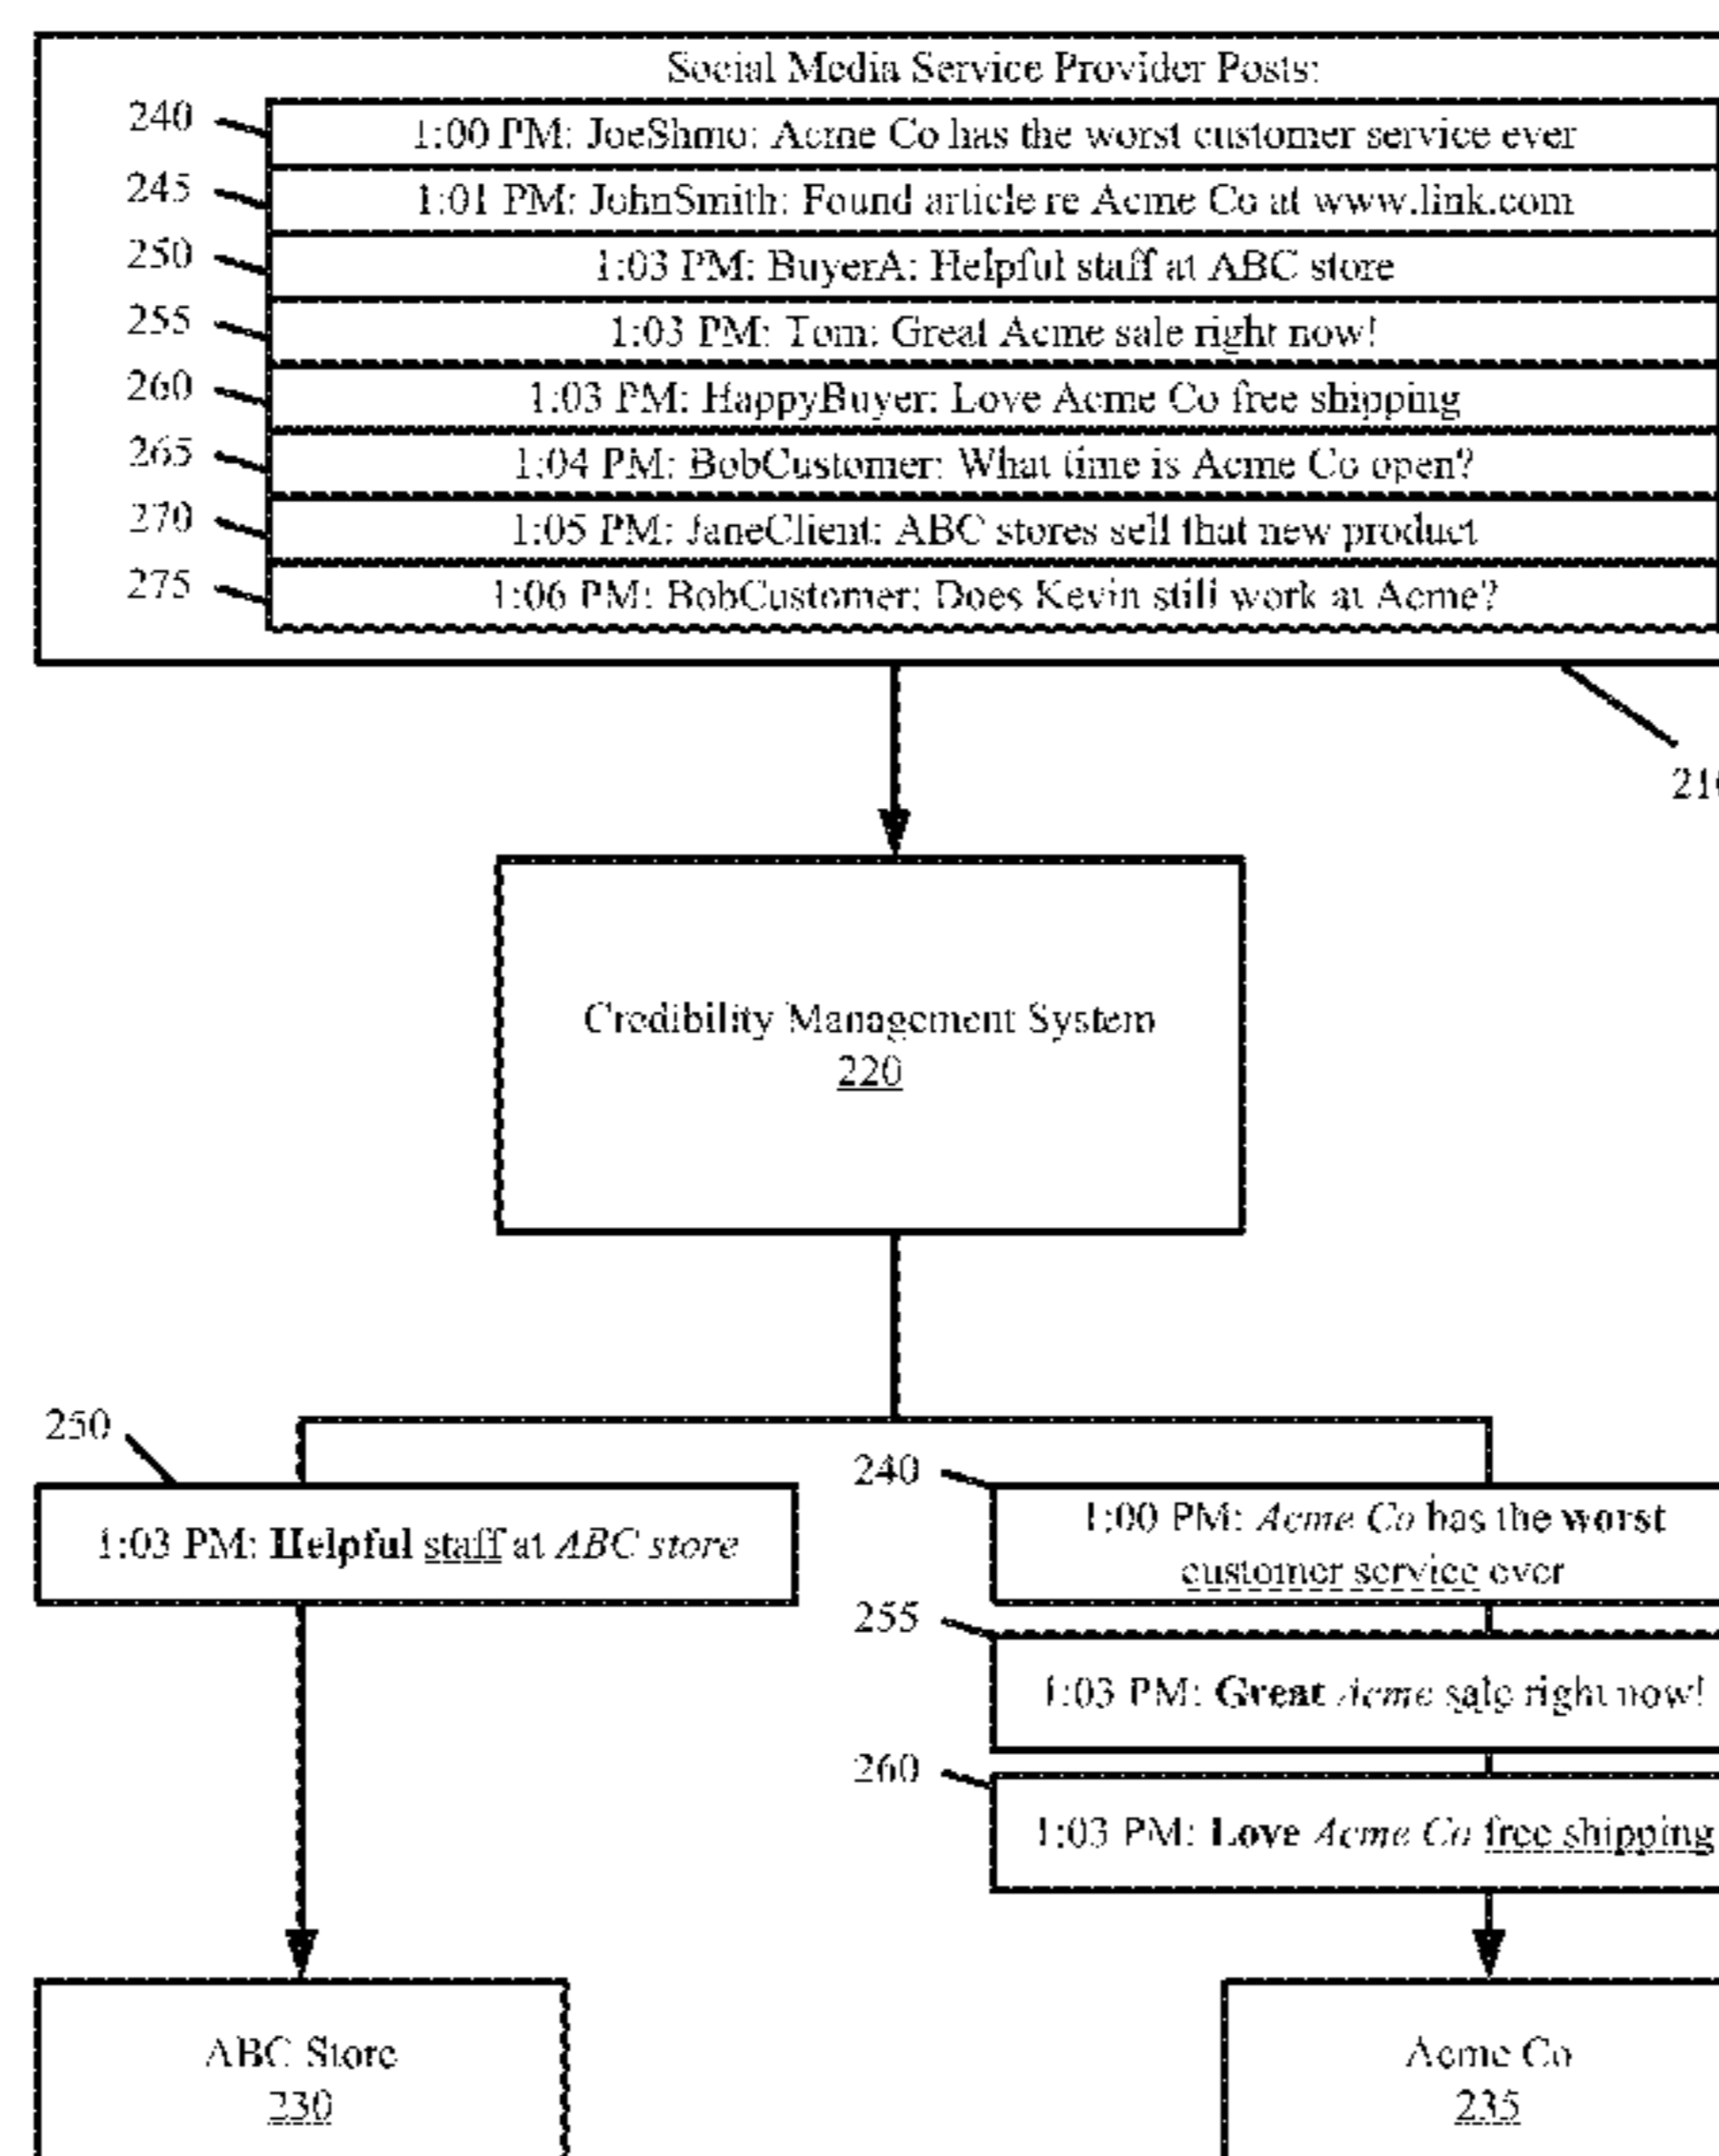 Social Media Service Provider Posts:
240
1:00 PM: JoeShmo: Acme Co has the worst customer service ever
245
1:01 PM: JohnSmith: Found article re Acme Co at www.link.com
250
1:03 PM: BuyerA: Helpful staff at ABC store
255
1:03 PM: Tom: Great Acme sale right now!
260
1:03 PM: HappyBuyer: Love Acme Co free shipping
265
1:04 PM: BobCustomer: What time is Acme Co open?
270
1:05 PM: JaneClient: ABC stores sell that new product
275
1:06 PM: BobCustomer: Does Kevin still work at Acme?
Credibility Management System
220
250
1:03 PM: Helpful staff at ABC store
240
1:00 PM: Acme Co has the worst
customer service ever
255
1:03 PM: Great Acme sale right now!
260
1:03 PM: Love Acme Co free shipping
ABC Store
230
Acme Co
235